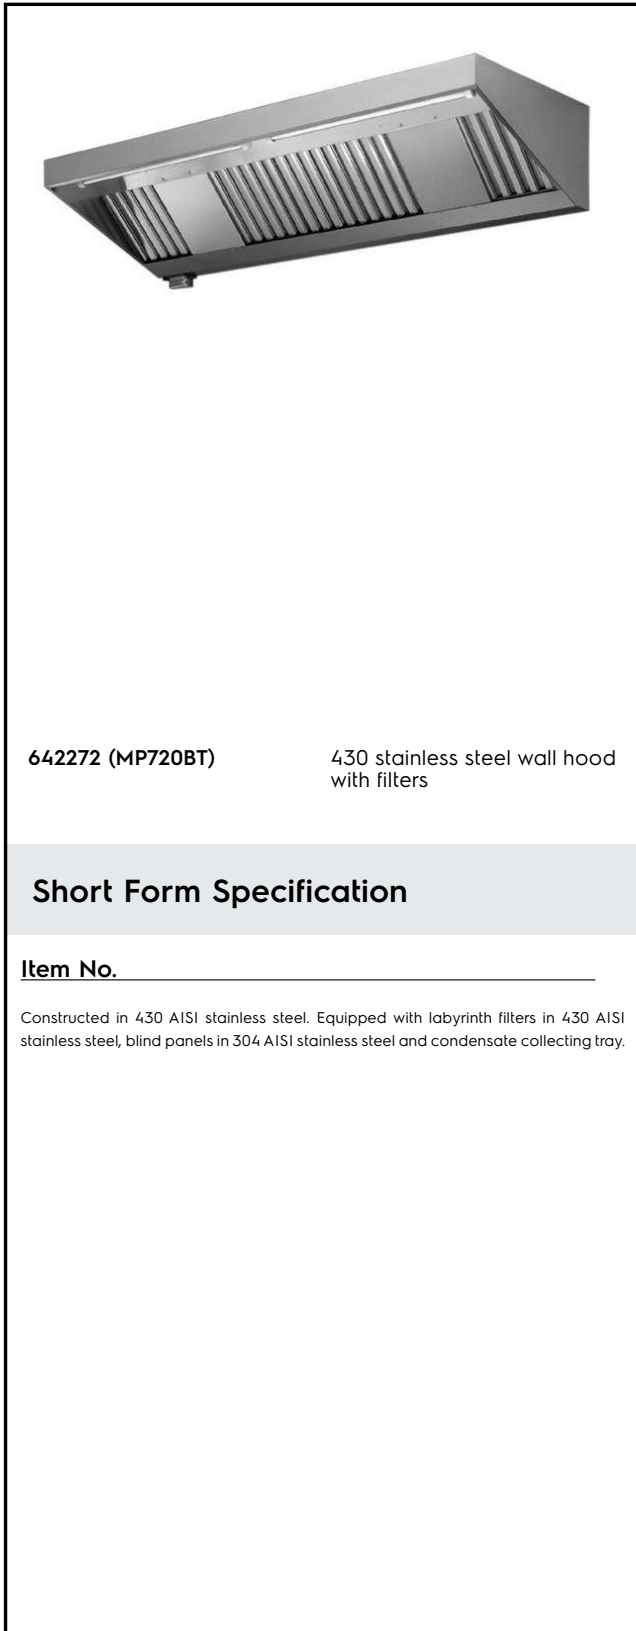 642272 (MP720BT)
430 stainless steel wall hood
with filters
Short Form Specification
Item No.
Constructed in 430 AISI stainless steel. Equipped with labyrinth filters in 430 AISI
stainless steel, blind panels in 304 AISI stainless steel and condensate collecting tray.